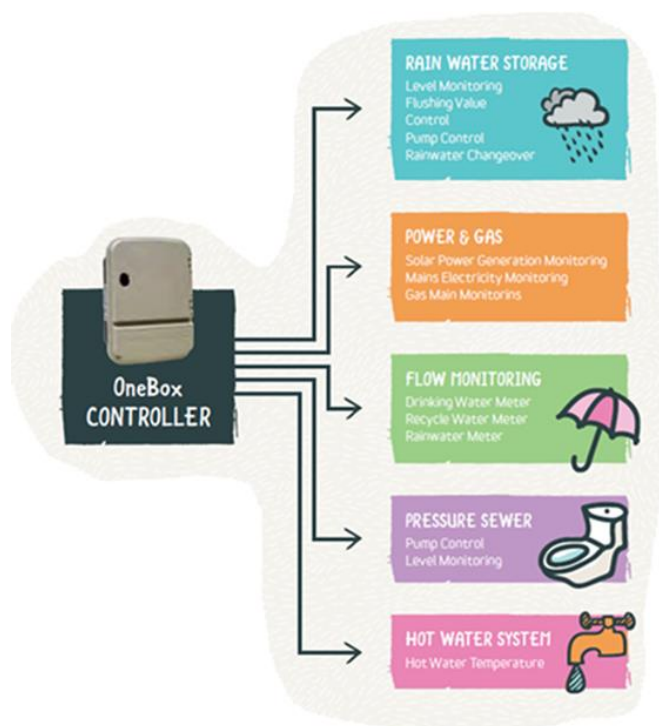 RAIN WATER STORAGE
Level Monitoring
Flushing Value
Control
Pump Control
Rainwater Changeover
POWER & GAS
Solar Power Generation Monitoring
Mains Electricity Monitoring
Gas Main Monitorins
OneBox
CONTROLLER
FLOW MONITORING
Drinking Water Meter
Recycle Water Meter
Rainwater Meter
PRESSURE SEWER
Pump Control
Level Monitoring
HOT WATER SYSTEM
Hot Water Temperature